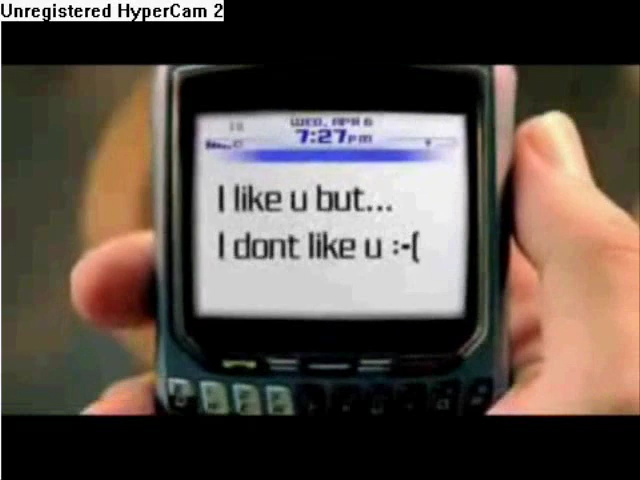 Unregistered HyperCam 2
WED, APR 6
7:27PM
I like u but...
I dont like u :-(